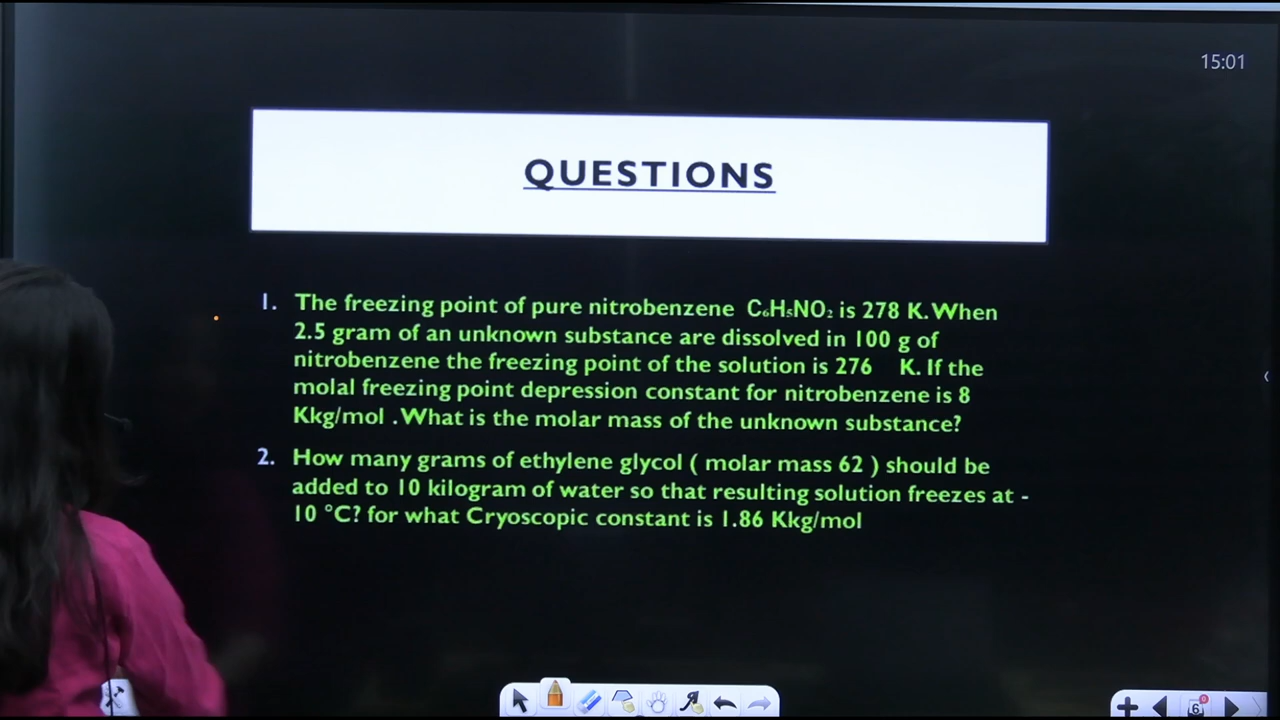 15:01
QUESTIONS
1. The freezing point of pure nitrobenzene C₆H₅NO₂ is 278 K. When
2.5 gram of an unknown substance are dissolved in 100 g of
nitrobenzene the freezing point of the solution is 276 K. If the
molal freezing point depression constant for nitrobenzene is 8
Kkg/mol .What is the molar mass of the unknown substance?
2. How many grams of ethylene glycol ( molar mass 62 ) should be
added to 10 kilogram of water so that resulting solution freezes at -
10 °C? for what Cryoscopic constant is 1.86 Kkg/mol
6